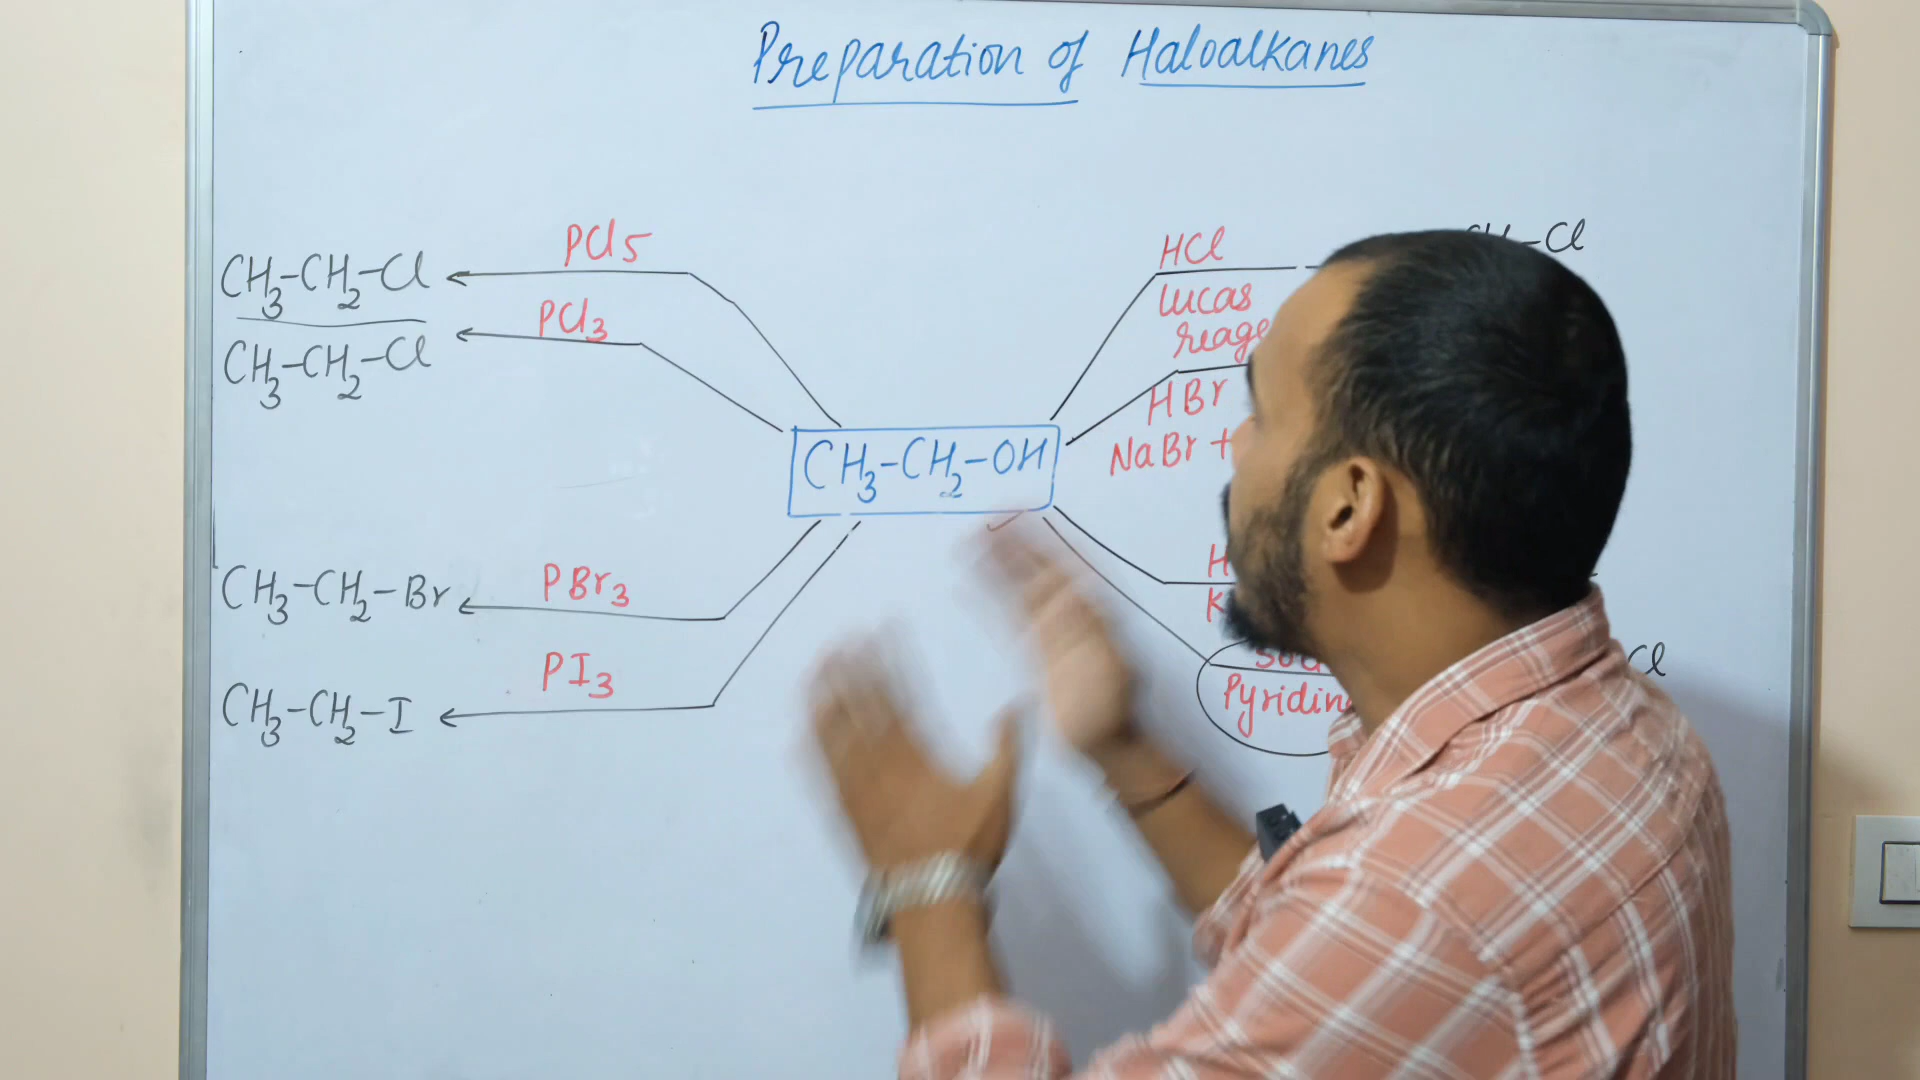 Preparation of Haloalkanes
PCl5
CH3-CH2-Cl
PCl3
CH3-CH2-Cl
CH3-CH2-OH
PBr3
CH3-CH2-Br
PI3
CH3-CH2-I
HCl
-Cl
Lucas
HBr
NaBr +
H
K
Cl